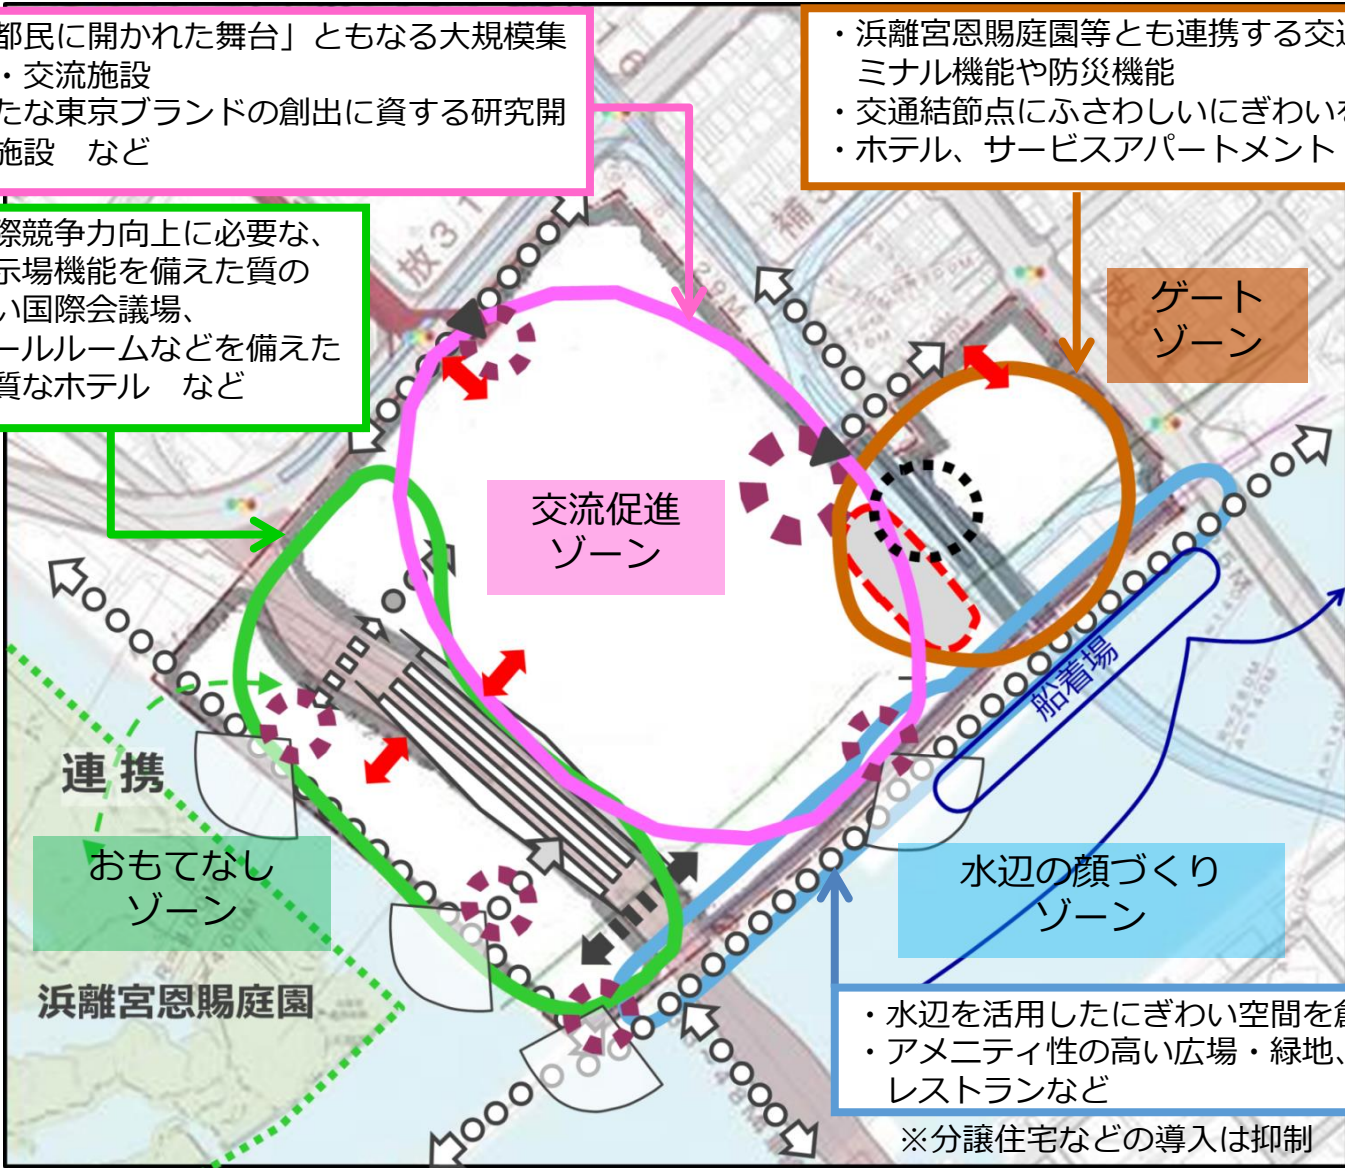 都民に開かれた舞台」ともなる大規模集
・交流施設
たな東京ブランドの創出に資する研究開
施設 など
・浜離宮恩賜庭園等とも連携する交通
ミナル機能や防災機能
・交通結節点にふさわしいにぎわいを
・ホテル、サービスアパートメント
際競争力向上に必要な、
示場機能を備えた質の
い国際会議場、
ールルームなどを備えた
質なホテル など
放3
補
ゲート
ゾーン
交流促進
ゾーン
船着場
連携
おもてなし
ゾーン
浜離宮恩賜庭園
水辺の顔づくり
ゾーン
・水辺を活用したにぎわい空間を創
・アメニティ性の高い広場・緑地、
レストランなど
※分譲住宅などの導入は抑制